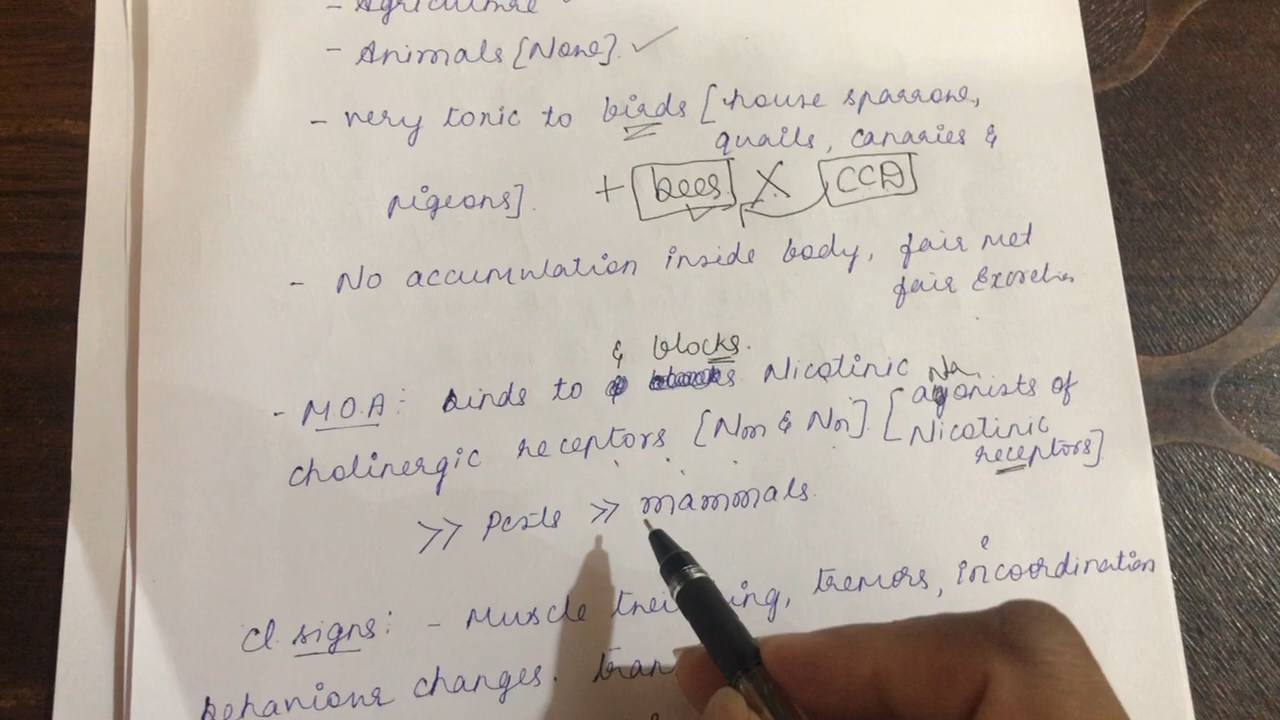 - Agriculture
- Animals [None]. ✓
- very toxic to birds [house sparrows,
quails, canaries &
pigeons]. + bees X CCD
- No accumulation inside body, fair met
fair Excretion
& blocks.
- M.O.A: binds to Nicotinic
cholinergic receptors [Nm & Nn] [agonists of
Nicotinic
receptors]
>> Pests >> mammals.
Cl. signs: - Muscle tremors, incoordination
behaviour changes.